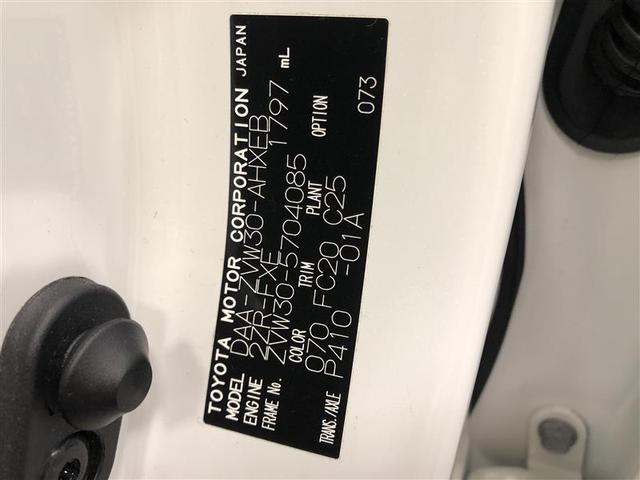 TOYOTA MOTOR CORPORATION JAPAN
MODEL DAA-ZVW30-AHXEB
ENGINE 2ZR-FXE 1797 mL
FRAME No. ZVW30-5704085
COLOR TRIM PLANT OPTION
070 FC20 C25 073
TRANS./AXLE P410 -01A